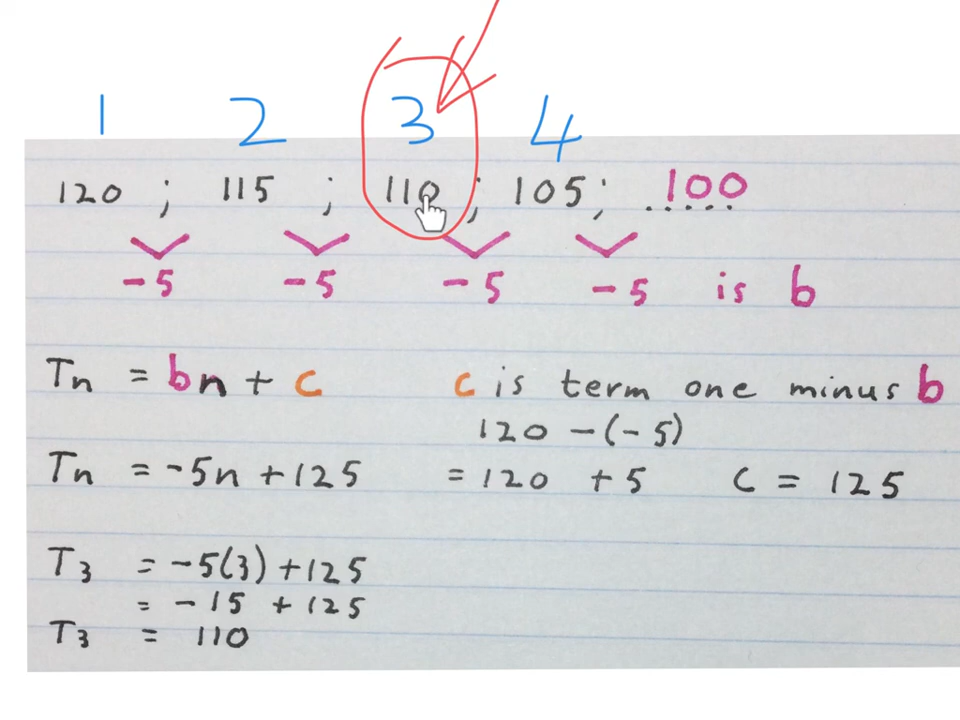 1 2 3 4
120 ; 115 ; 110 ; 105; 100
-5 -5 -5 -5 is b
Tn = bn + c c is term one minus b
120 -(-5)
Tn = -5n +125 = 120 +5 c = 125
T3 = -5(3) +125
= -15 +125
T3 = 110